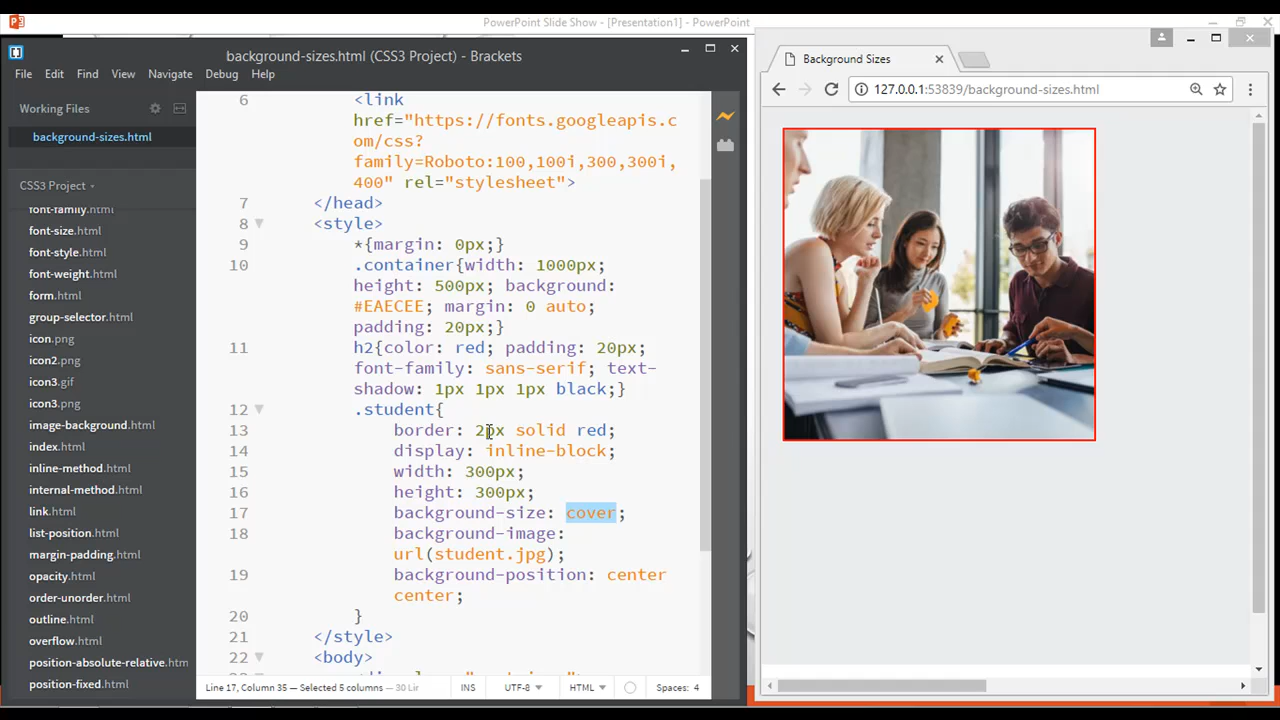 PowerPoint Slide Show - [Presentation1] - PowerPoint
background-sizes.html (CSS3 Project) - Brackets
File Edit Find View Navigate Debug Help
Working Files
background-sizes.html
CSS3 Project
font-family.html
font-size.html
font-style.html
font-weight.html
form.html
group-selector.html
icon.png
icon2.png
icon3.gif
icon3.png
image-background.html
index.html
inline-method.html
internal-method.html
link.html
list-position.html
margin-padding.html
opacity.html
order-unorder.html
outline.html
overflow.html
position-absolute-relative.htm
position-fixed.html
6 <link
href="https://fonts.googleapis.c
om/css?
family=Roboto:100,100i,300,300i,
400" rel="stylesheet">
7 </head>
8 <style>
9 *{margin: 0px;}
10 .container{width: 1000px;
height: 500px; background:
#EAECEE; margin: 0 auto;
padding: 20px;}
11 h2{color: red; padding: 20px;
font-family: sans-serif; text-
shadow: 1px 1px 1px black;}
12 .student{
13 border: 2px solid red;
14 display: inline-block;
15 width: 300px;
16 height: 300px;
17 background-size: cover;
18 background-image:
url(student.jpg);
19 background-position: center
center;
20 }
21 </style>
22 <body>
Line 17, Column 35 — Selected 5 columns — 30 Lir
INS UTF-8 HTML Spaces: 4
Background Sizes
127.0.0.1:53839/background-sizes.html